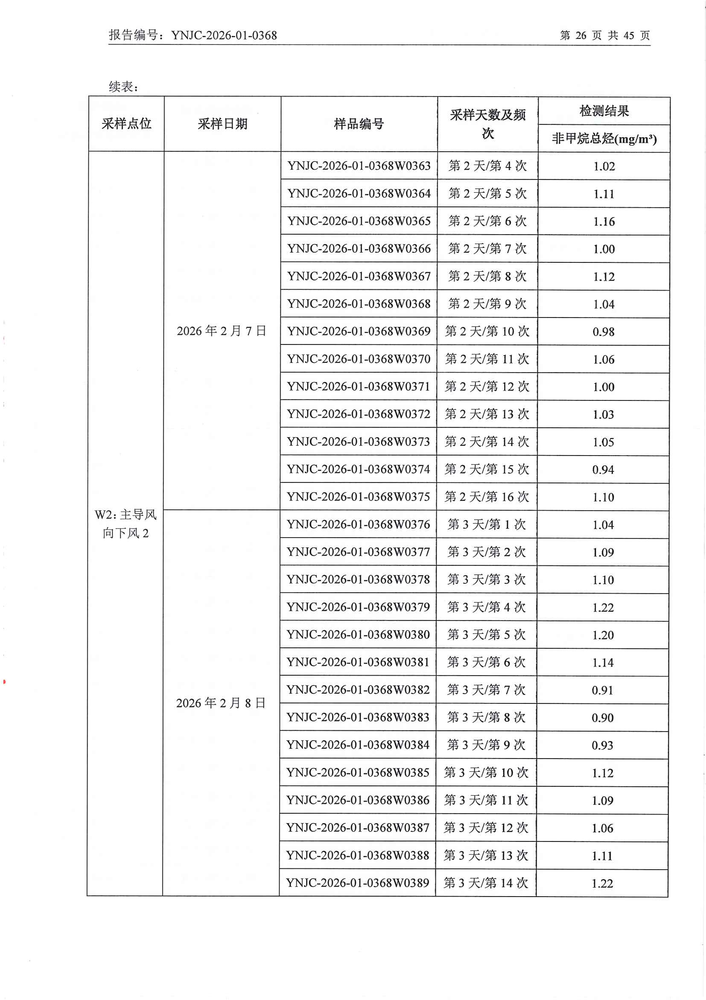 报告编号：YNJC-2026-01-0368 第 26 页 共 45 页
续表：
采样点位 采样日期 样品编号 采样天数及频次 检测结果
非甲烷总烃(mg/m³)
W2：主导风向下风 2
2026 年 2 月 7 日
YNJC-2026-01-0368W0363 第 2 天/第 4 次 1.02
YNJC-2026-01-0368W0364 第 2 天/第 5 次 1.11
YNJC-2026-01-0368W0365 第 2 天/第 6 次 1.16
YNJC-2026-01-0368W0366 第 2 天/第 7 次 1.00
YNJC-2026-01-0368W0367 第 2 天/第 8 次 1.12
YNJC-2026-01-0368W0368 第 2 天/第 9 次 1.04
YNJC-2026-01-0368W0369 第 2 天/第 10 次 0.98
YNJC-2026-01-0368W0370 第 2 天/第 11 次 1.06
YNJC-2026-01-0368W0371 第 2 天/第 12 次 1.00
YNJC-2026-01-0368W0372 第 2 天/第 13 次 1.03
YNJC-2026-01-0368W0373 第 2 天/第 14 次 1.05
YNJC-2026-01-0368W0374 第 2 天/第 15 次 0.94
YNJC-2026-01-0368W0375 第 2 天/第 16 次 1.10
2026 年 2 月 8 日
YNJC-2026-01-0368W0376 第 3 天/第 1 次 1.04
YNJC-2026-01-0368W0377 第 3 天/第 2 次 1.09
YNJC-2026-01-0368W0378 第 3 天/第 3 次 1.10
YNJC-2026-01-0368W0379 第 3 天/第 4 次 1.22
YNJC-2026-01-0368W0380 第 3 天/第 5 次 1.20
YNJC-2026-01-0368W0381 第 3 天/第 6 次 1.14
YNJC-2026-01-0368W0382 第 3 天/第 7 次 0.91
YNJC-2026-01-0368W0383 第 3 天/第 8 次 0.90
YNJC-2026-01-0368W0384 第 3 天/第 9 次 0.93
YNJC-2026-01-0368W0385 第 3 天/第 10 次 1.12
YNJC-2026-01-0368W0386 第 3 天/第 11 次 1.09
YNJC-2026-01-0368W0387 第 3 天/第 12 次 1.06
YNJC-2026-01-0368W0388 第 3 天/第 13 次 1.11
YNJC-2026-01-0368W0389 第 3 天/第 14 次 1.22